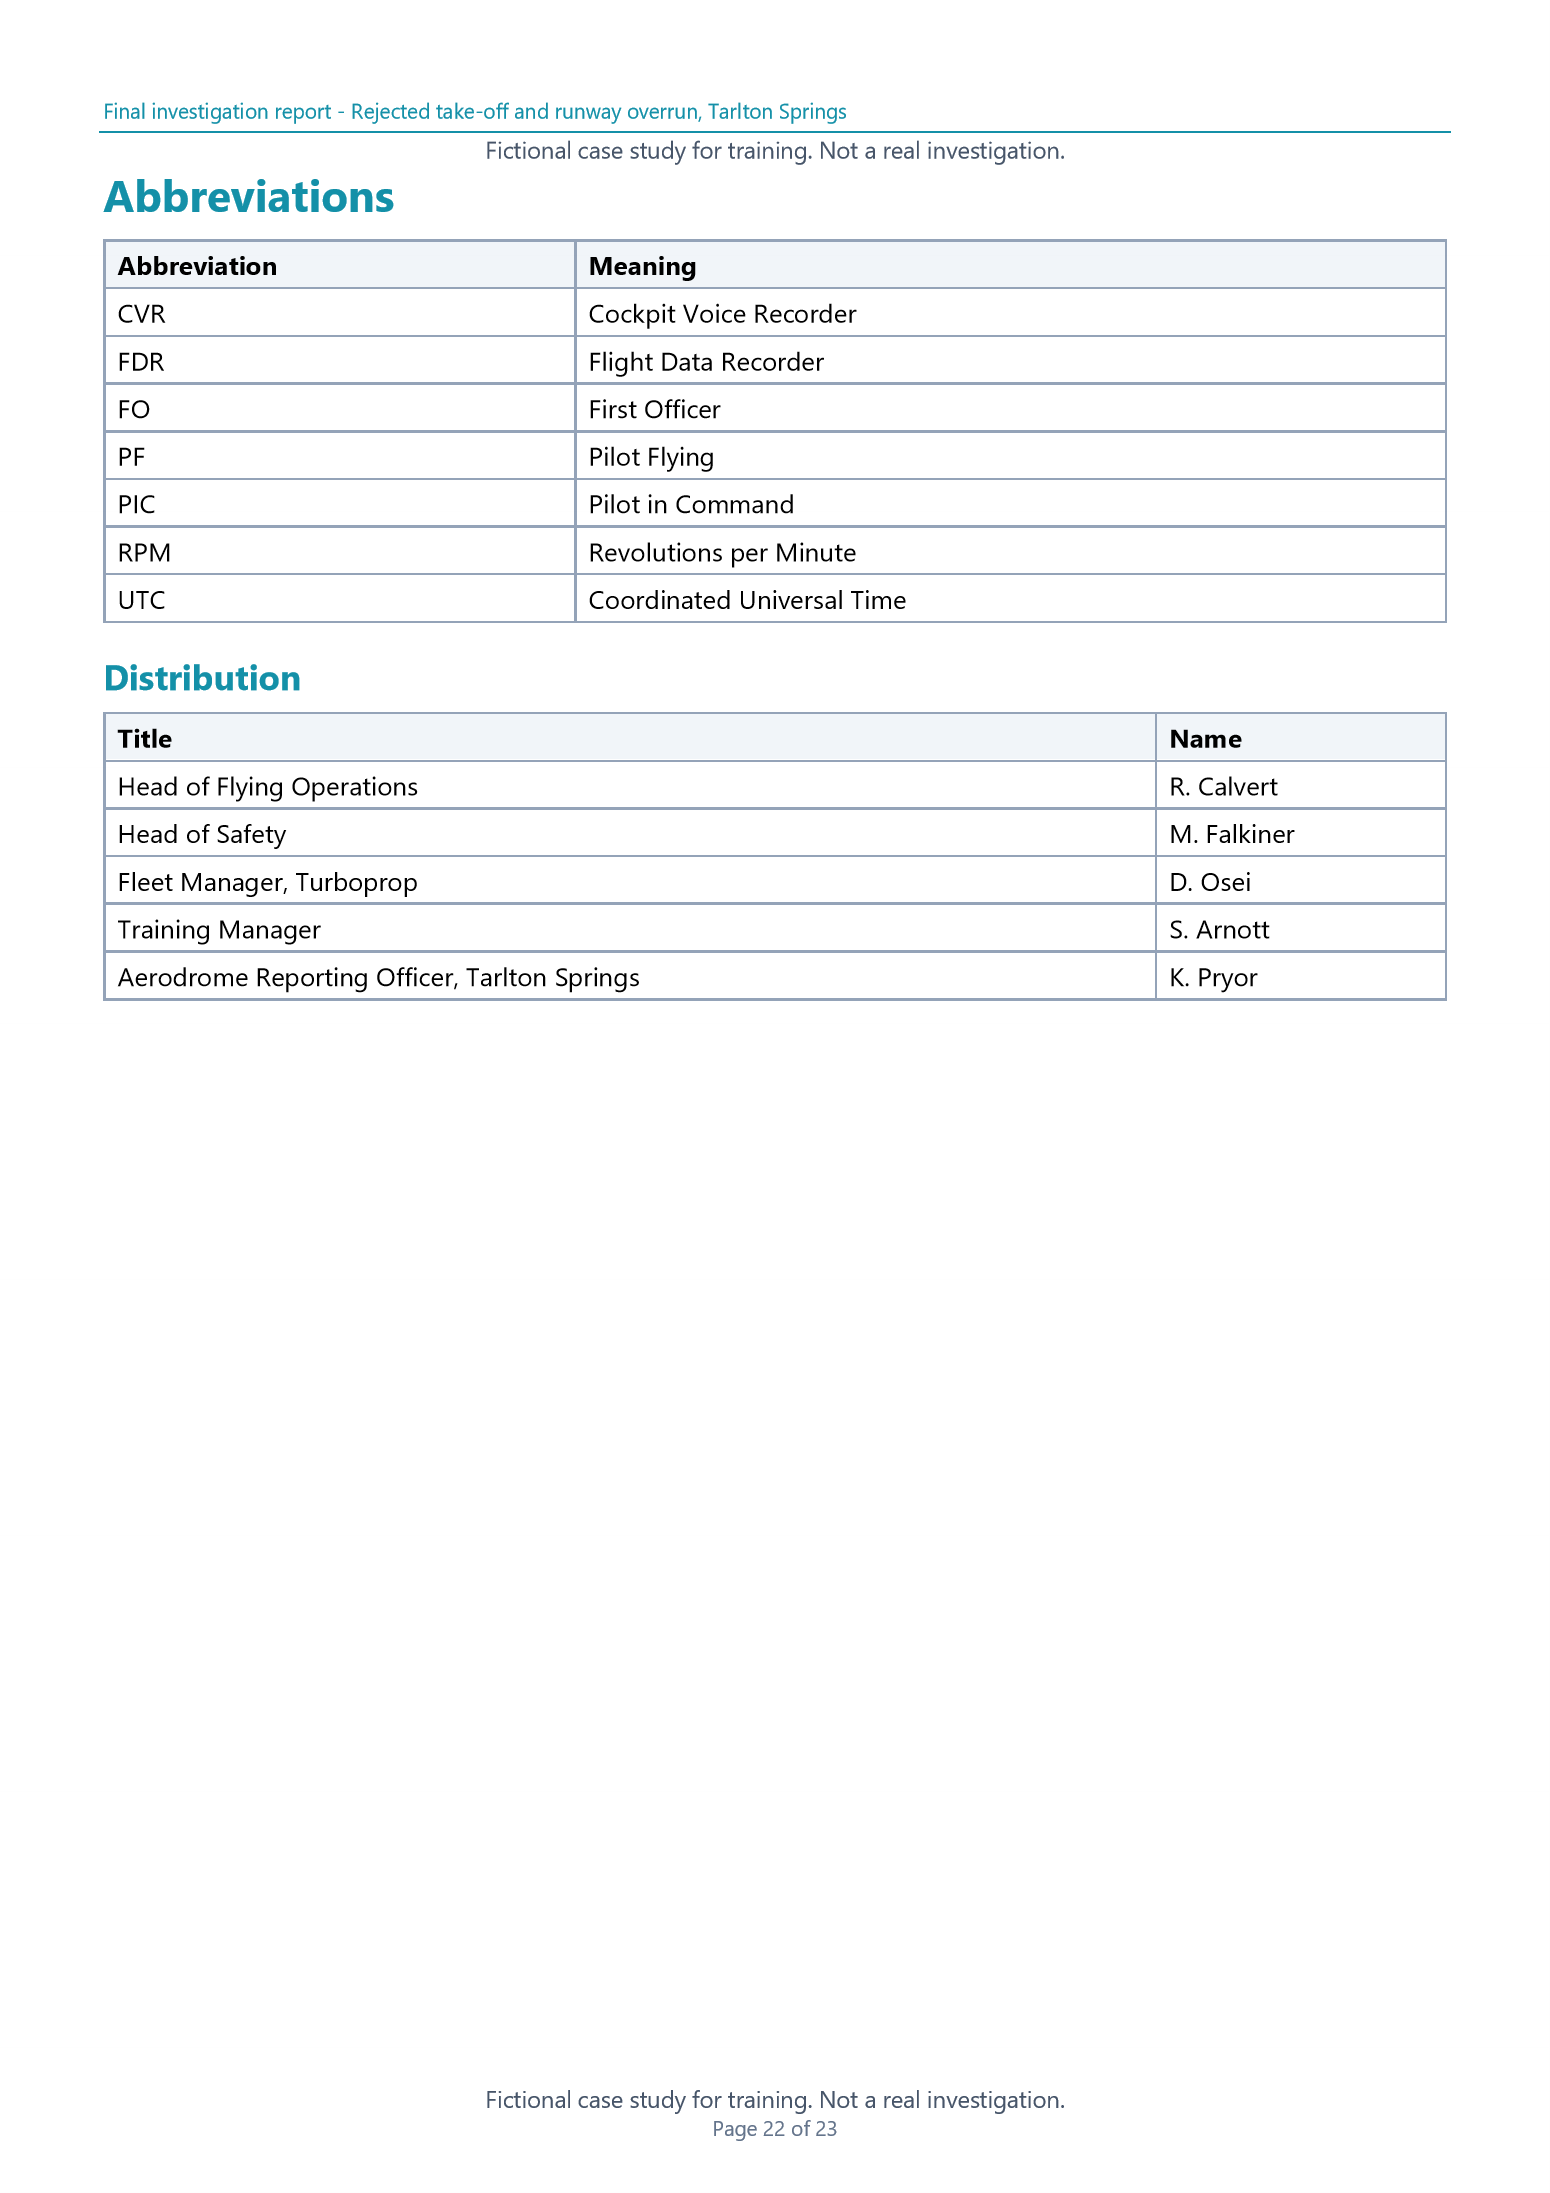 Final investigation report - Rejected take-off and runway overrun, Tarlton Springs
Fictional case study for training. Not a real investigation.
Abbreviations
Abbreviation Meaning
CVR Cockpit Voice Recorder
FDR Flight Data Recorder
FO First Officer
PF Pilot Flying
PIC Pilot in Command
RPM Revolutions per Minute
UTC Coordinated Universal Time
Distribution
Title Name
Head of Flying Operations R. Calvert
Head of Safety M. Falkiner
Fleet Manager, Turboprop D. Osei
Training Manager S. Arnott
Aerodrome Reporting Officer, Tarlton Springs K. Pryor
Fictional case study for training. Not a real investigation.
Page 22 of 23